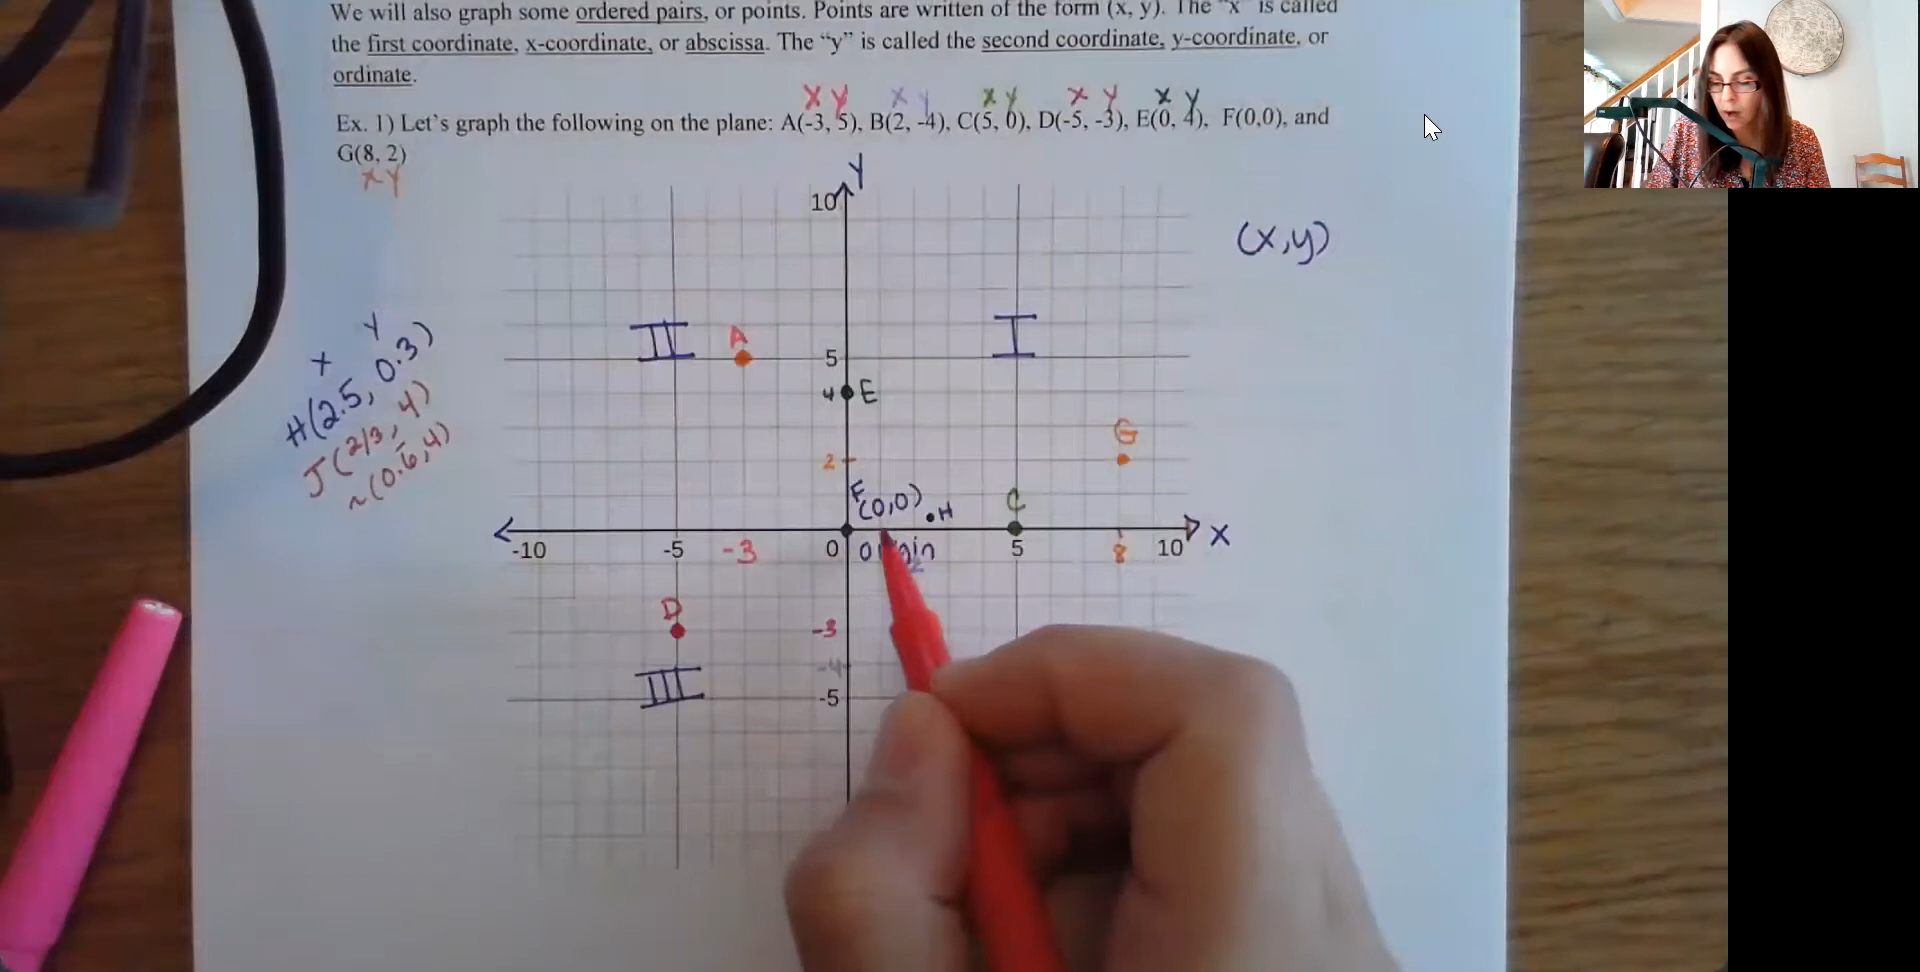 We will also graph some ordered pairs, or points. Points are written of the form (x, y). The "x" is called
the first coordinate, x-coordinate, or abscissa. The “y” is called the second coordinate, y-coordinate, or
ordinate.
X Y X Y X Y X Y X Y
Ex. 1) Let’s graph the following on the plane: A(-3, 5), B(2, -4), C(5, 0), D(-5, -3), E(0, 4), F(0,0), and
G(8, 2)
X Y
Y
10
(x,y)
X Y
H(2.5, 0.3)
J(2/3, 4)
~(0.6̅,4)
II
A
I
5
4
E
G
2
F(0,0)
.H
C
-10
-5
-3
0
5
8
10
X
D
-3
-4
III
-5